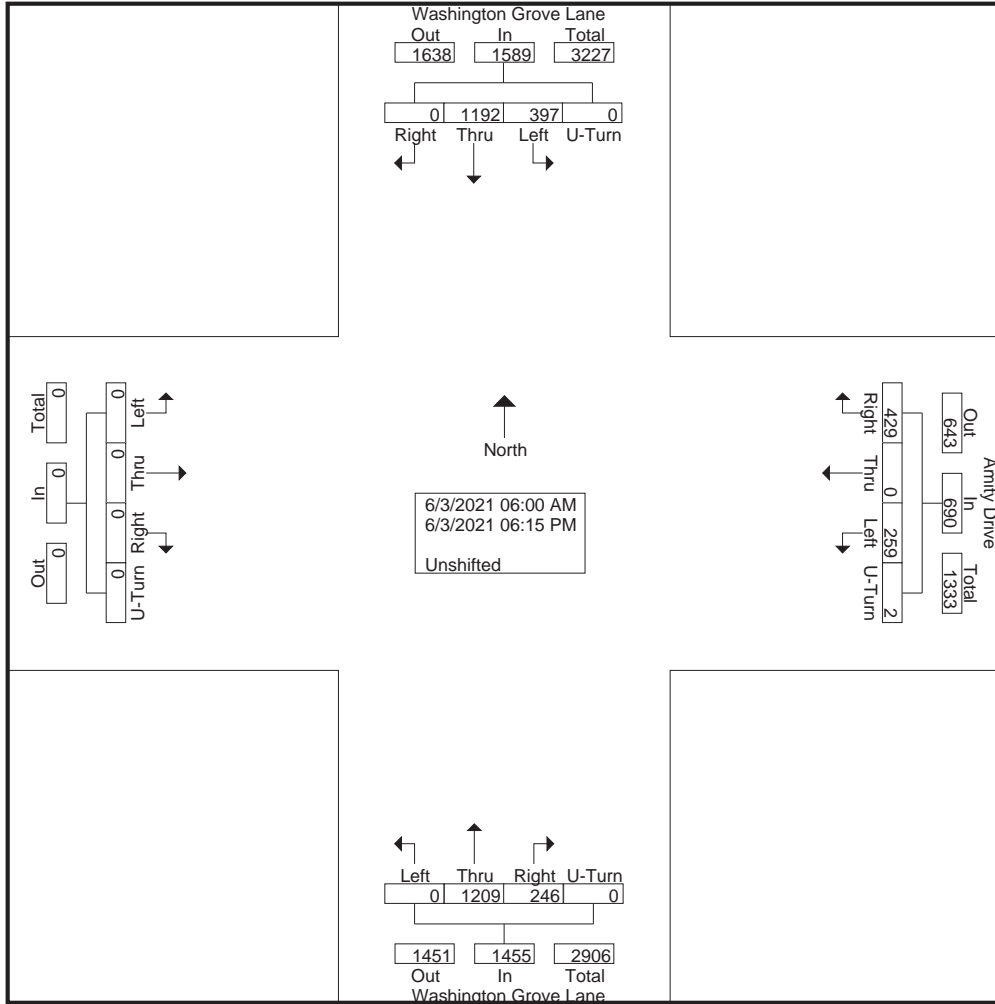 Washington Grove Lane
Out In Total
1638 1589 3227
0 1192 397 0
Right Thru Left U-Turn
Total In Out
0 0 0
0 0 0 0
Left Thru Right U-Turn
North
6/3/2021 06:00 AM
6/3/2021 06:15 PM
Unshifted
Amity Drive
Out In Total
643 690 1333
429 0 259 2
Right Thru Left U-Turn
Left Thru Right U-Turn
0 1209 246 0
1451 1455 2906
Out In Total
Washington Grove Lane